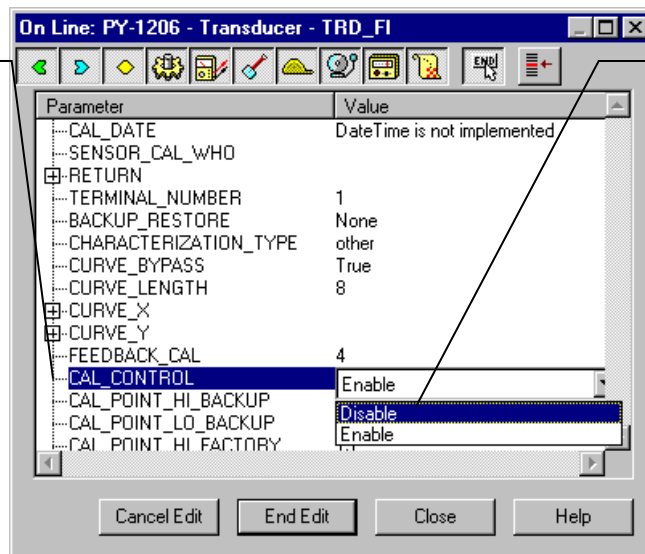 On Line: PY-1206 - Transducer - TRD_FI
END
Parameter Value
CAL_DATE DateTime is not implemented
SENSOR_CAL_WHO
RETURN
TERMINAL_NUMBER 1
BACKUP_RESTORE None
CHARACTERIZATION_TYPE other
CURVE_BYPASS True
CURVE_LENGTH 8
CURVE_X
CURVE_Y
FEEDBACK_CAL 4
CAL_CONTROL Enable
CAL_POINT_HI_BACKUP Disable
CAL_POINT_LO_BACKUP Enable
CAL_POINT_HI_FACTORY
Cancel Edit End Edit Close Help